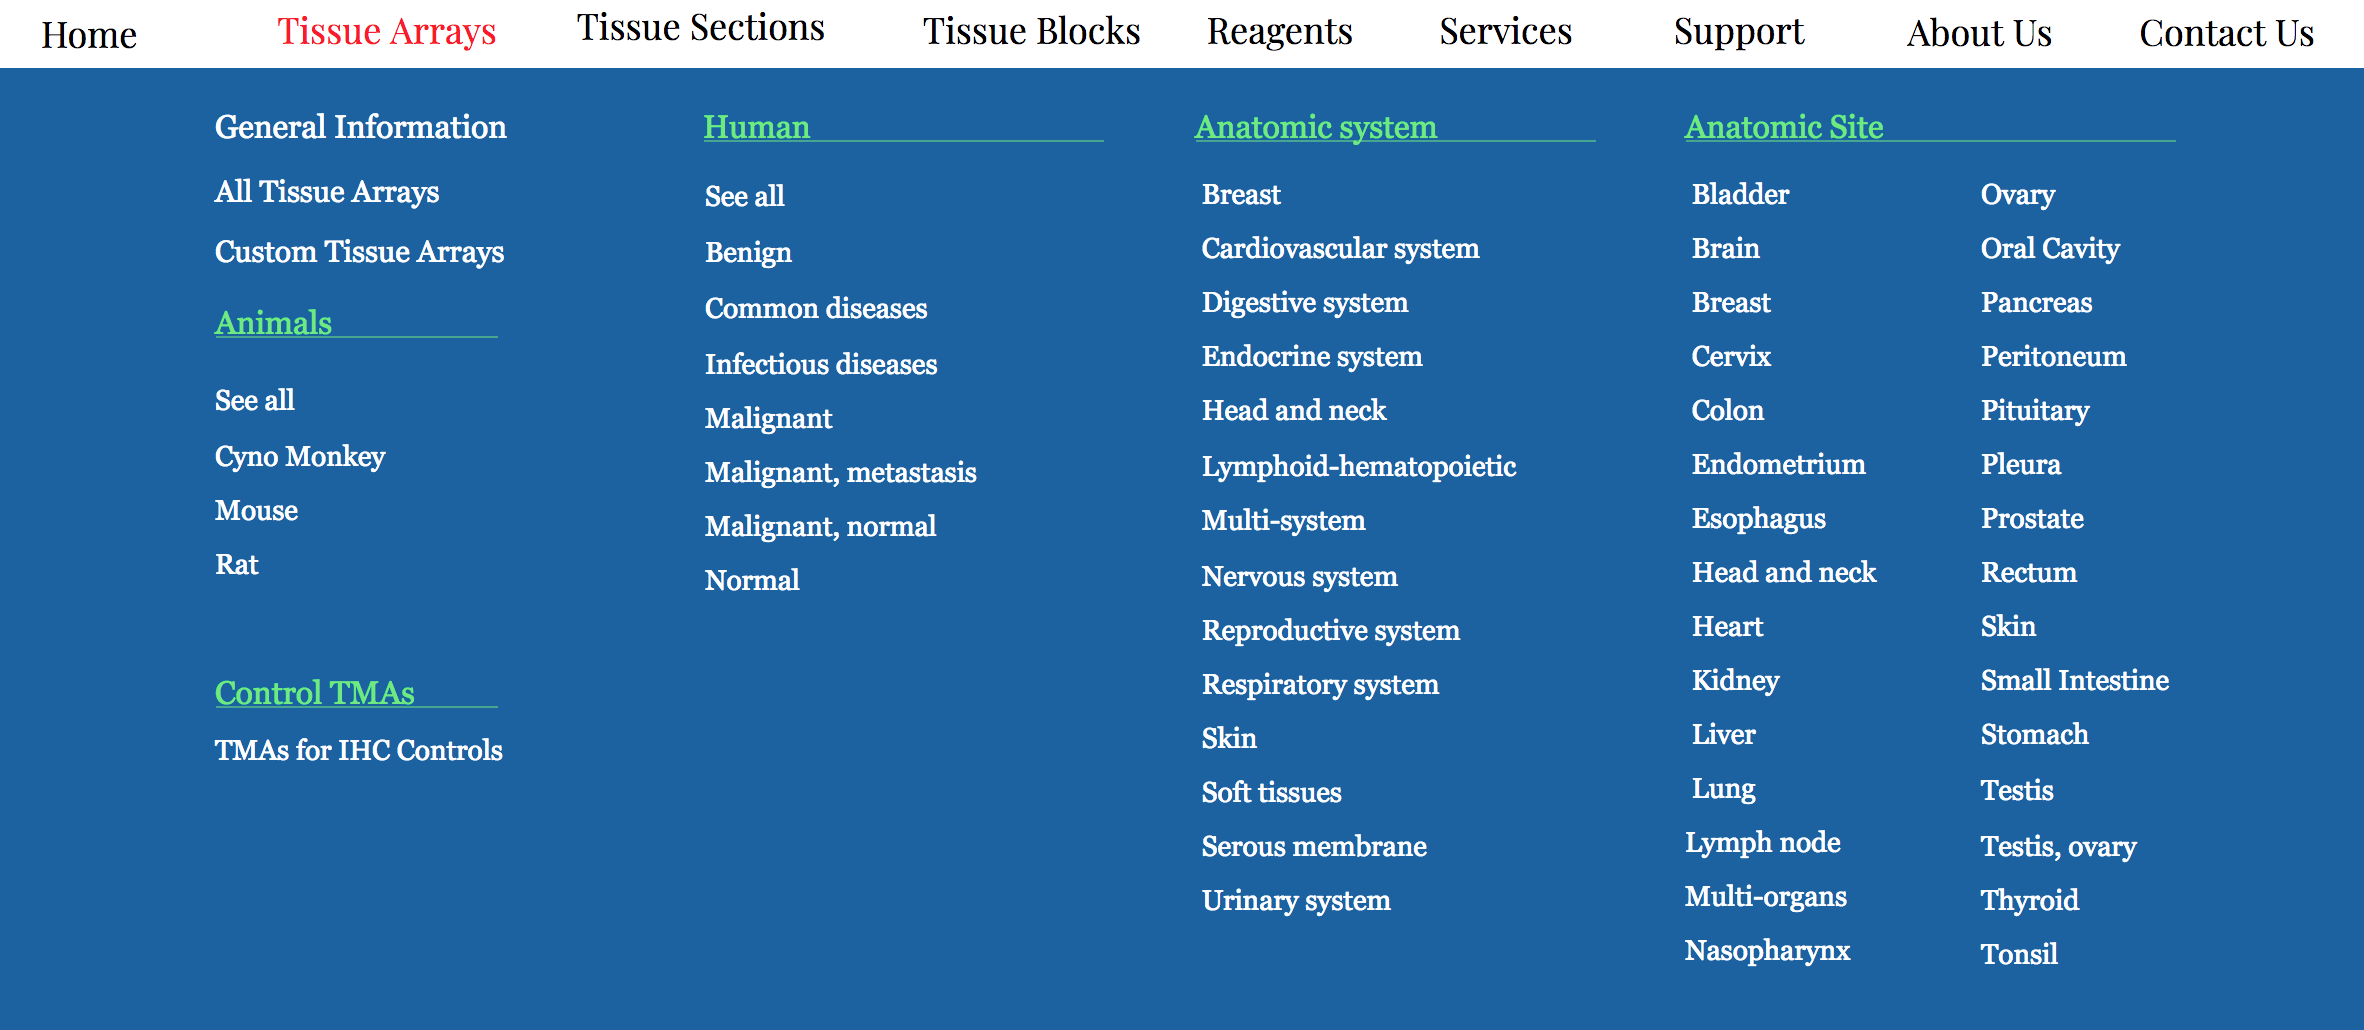 Home
Tissue Arrays
Tissue Sections
Tissue Blocks
Reagents
Services
Support
About Us
Contact Us
General Information
All Tissue Arrays
Custom Tissue Arrays
Animals
See all
Cyno Monkey
Mouse
Rat
Control TMAs
TMAs for IHC Controls
Human
See all
Benign
Common diseases
Infectious diseases
Malignant
Malignant, metastasis
Malignant, normal
Normal
Anatomic system
Breast
Cardiovascular system
Digestive system
Endocrine system
Head and neck
Lymphoid-hematopoietic
Multi-system
Nervous system
Reproductive system
Respiratory system
Skin
Soft tissues
Serous membrane
Urinary system
Anatomic Site
Bladder
Brain
Breast
Cervix
Colon
Endometrium
Esophagus
Head and neck
Heart
Kidney
Liver
Lung
Lymph node
Multi-organs
Nasopharynx
Ovary
Oral Cavity
Pancreas
Peritoneum
Pituitary
Pleura
Prostate
Rectum
Skin
Small Intestine
Stomach
Testis
Testis, ovary
Thyroid
Tonsil